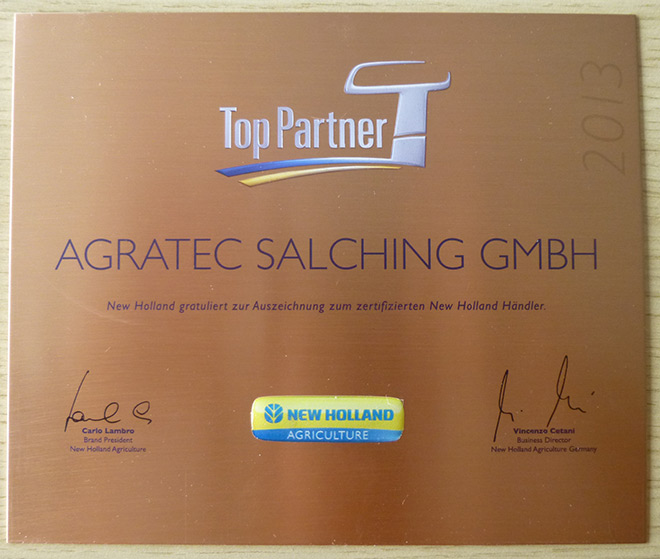 2013
Top Partner
AGRATEC SALCHING GMBH
New Holland gratuliert zur Auszeichnung zum zertifizierten New Holland Händler.
Carlo Lambro
Brand President
New Holland Agriculture
NEW HOLLAND
AGRICULTURE
Vincenzo Cetani
Business Director
New Holland Agriculture Germany